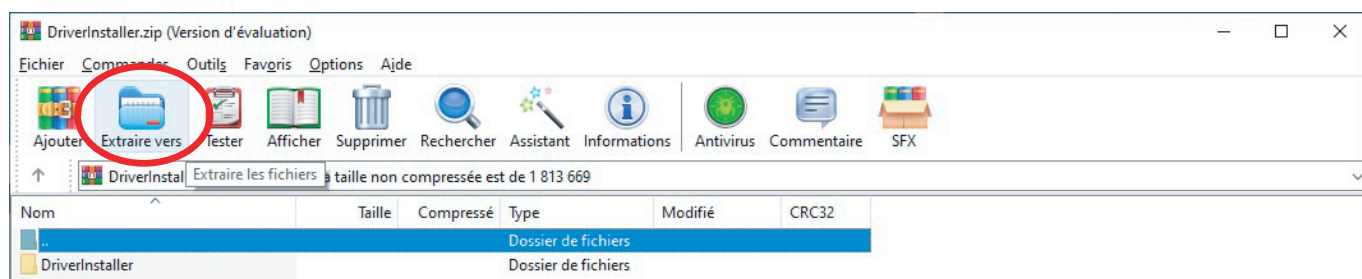 DriverInstaller.zip (Version d'évaluation)
Fichier Commandes Outils Favoris Options Aide
Ajouter Extraire vers Tester Afficher Supprimer Rechercher Assistant Informations Antivirus Commentaire SFX
DriverInstal Extraire les fichiers taille non compressée est de 1 813 669
Nom Taille Compressé Type Modifié CRC32
.. Dossier de fichiers
DriverInstaller Dossier de fichiers